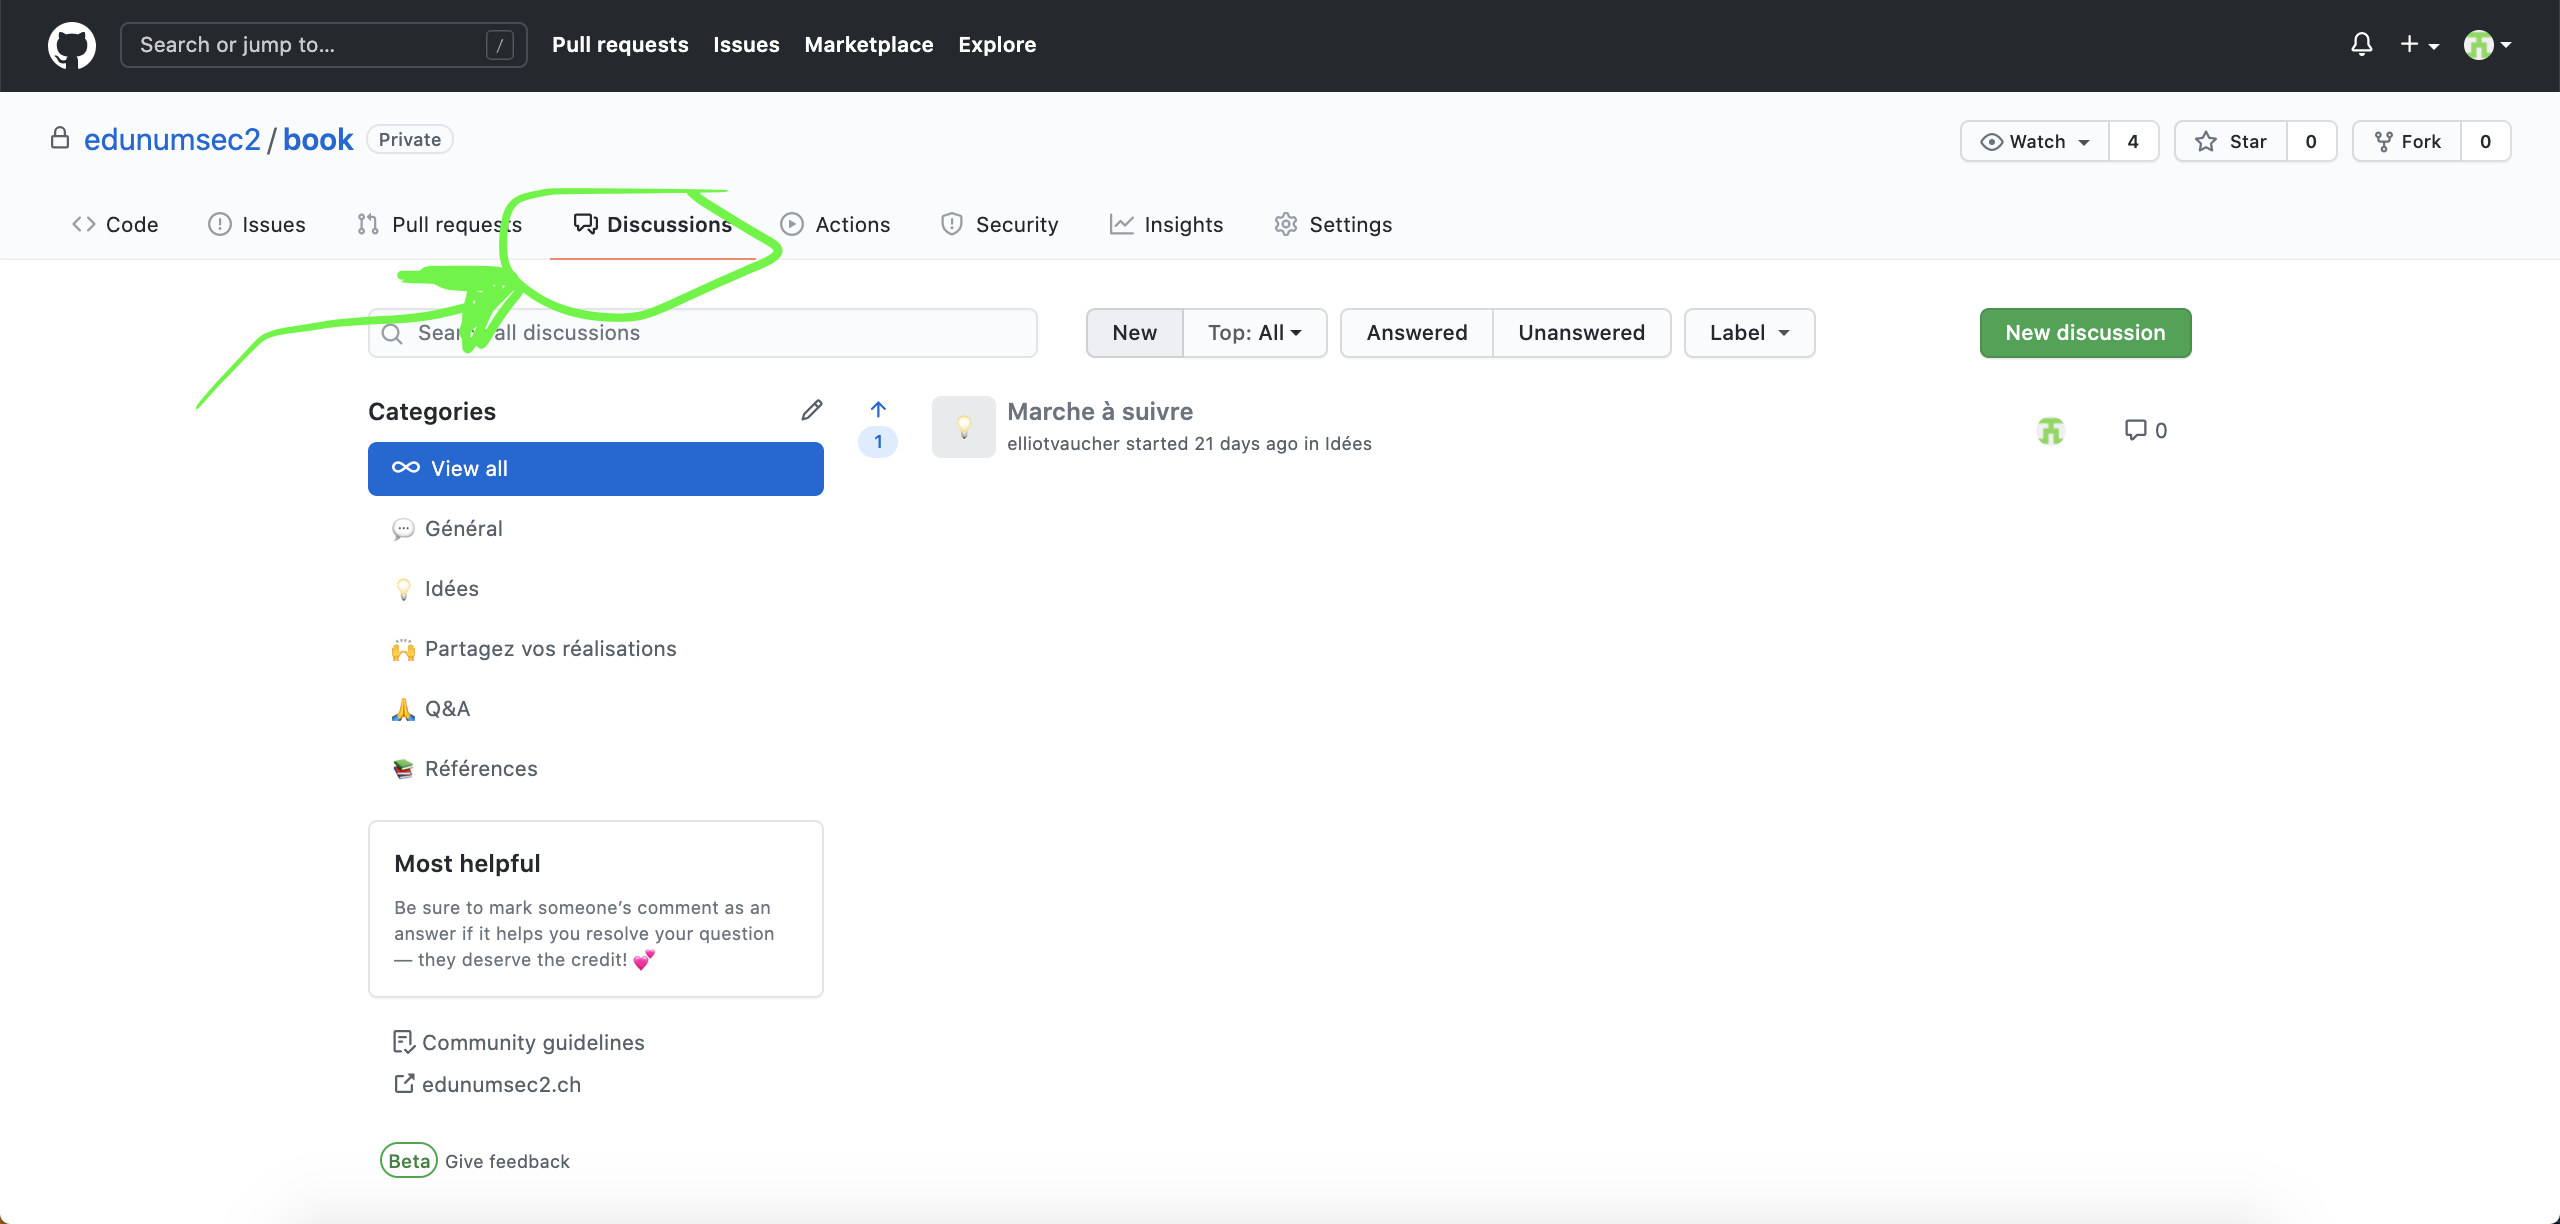 Search or jump to... /
Pull requests Issues Marketplace Explore
edunumsec2 / book Private
Watch 4 Star 0 Fork 0
Code Issues Pull requests Discussions Actions Security Insights Settings
Search all discussions
New Top: All Answered Unanswered Label New discussion
Categories
View all
Général
Idées
Partagez vos réalisations
Q&A
Références
1
Marche à suivre
elliotvaucher started 21 days ago in Idées
0
Most helpful
Be sure to mark someone’s comment as an
answer if it helps you resolve your question
— they deserve the credit! 💕
Community guidelines
edunumsec2.ch
Beta Give feedback